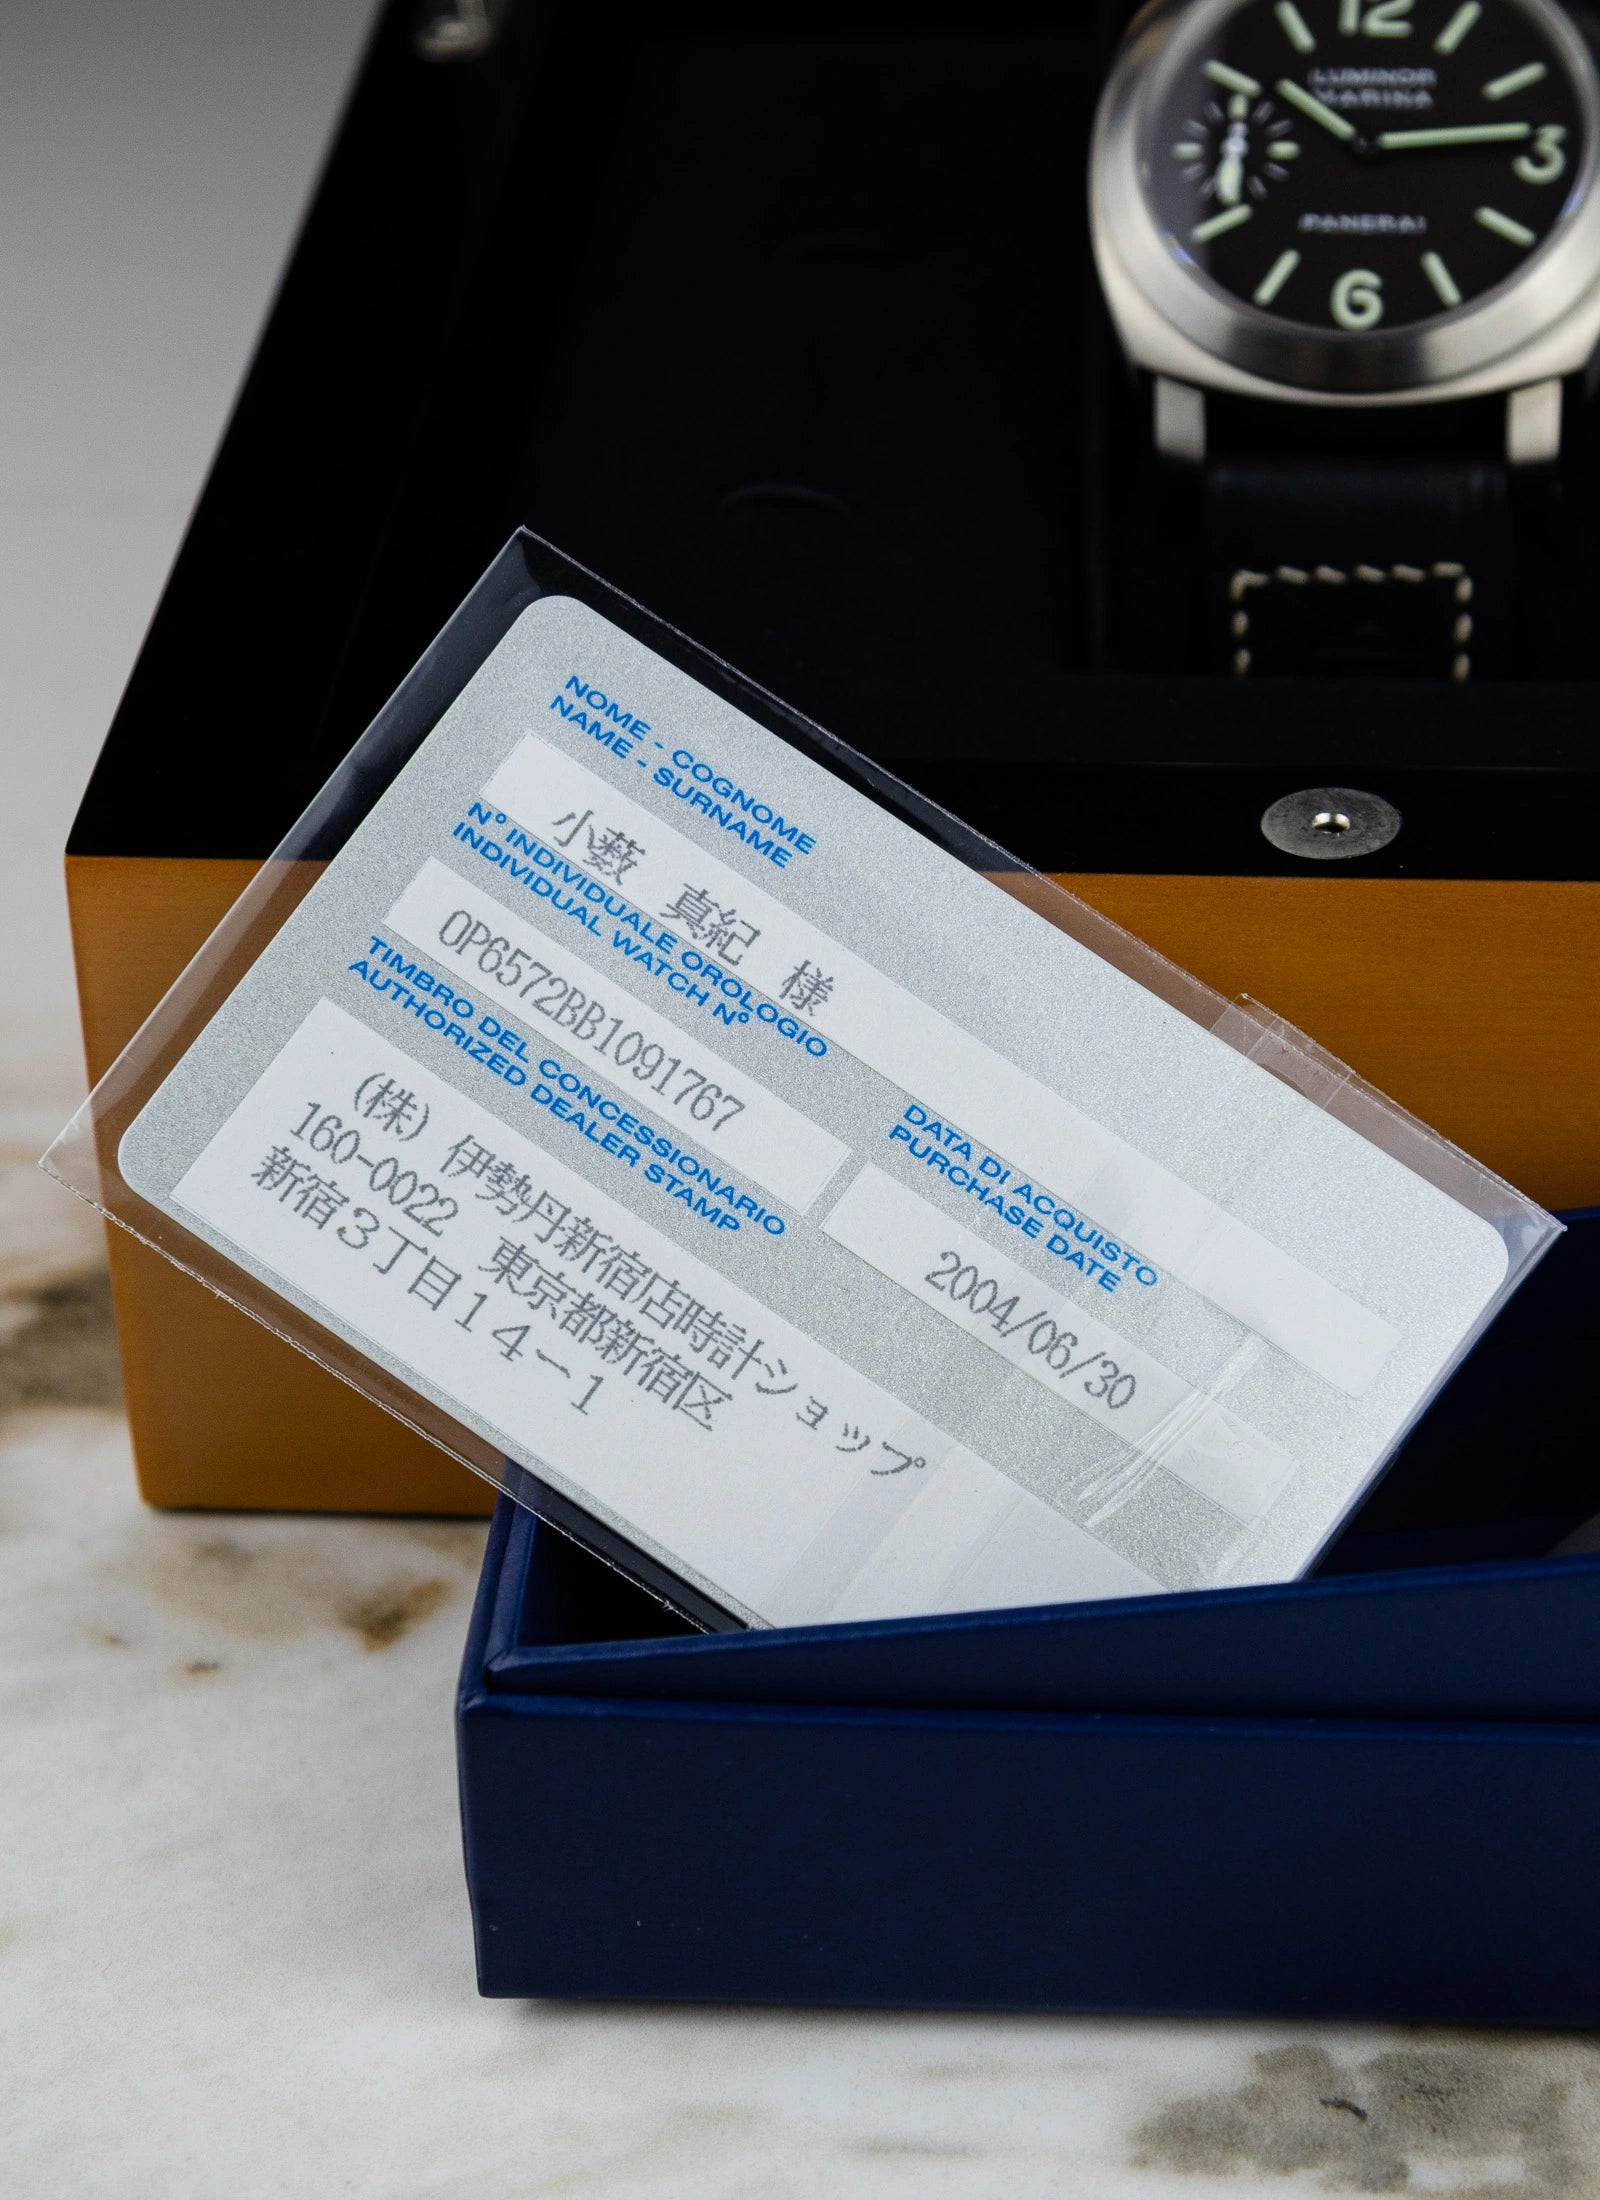 12
LUMINOR
MARINA
3
PANERAI
6
NOME - COGNOME
NAME - SURNAME
小薮 真紀 様
N° INDIVIDUALE OROLOGIO
INDIVIDUAL WATCH N°
OP6572BB1091767
DATA DI ACQUISTO
PURCHASE DATE
2004/06/30
TIMBRO DEL CONCESSIONARIO
AUTHORIZED DEALER STAMP
(株) 伊勢丹新宿店時計ショップ
160-0022 東京都新宿区
新宿3丁目14ー1